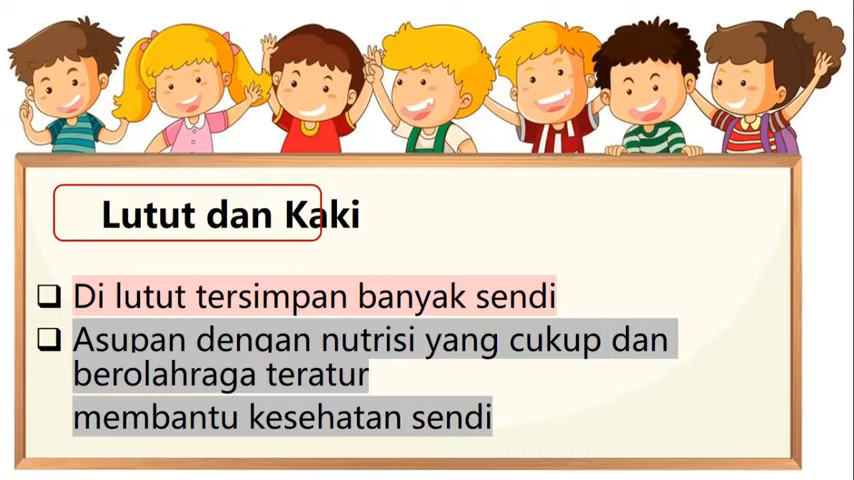 Lutut dan Kaki
Di lutut tersimpan banyak sendi
Asupan dengan nutrisi yang cukup dan
berolahraga teratur
membantu kesehatan sendi